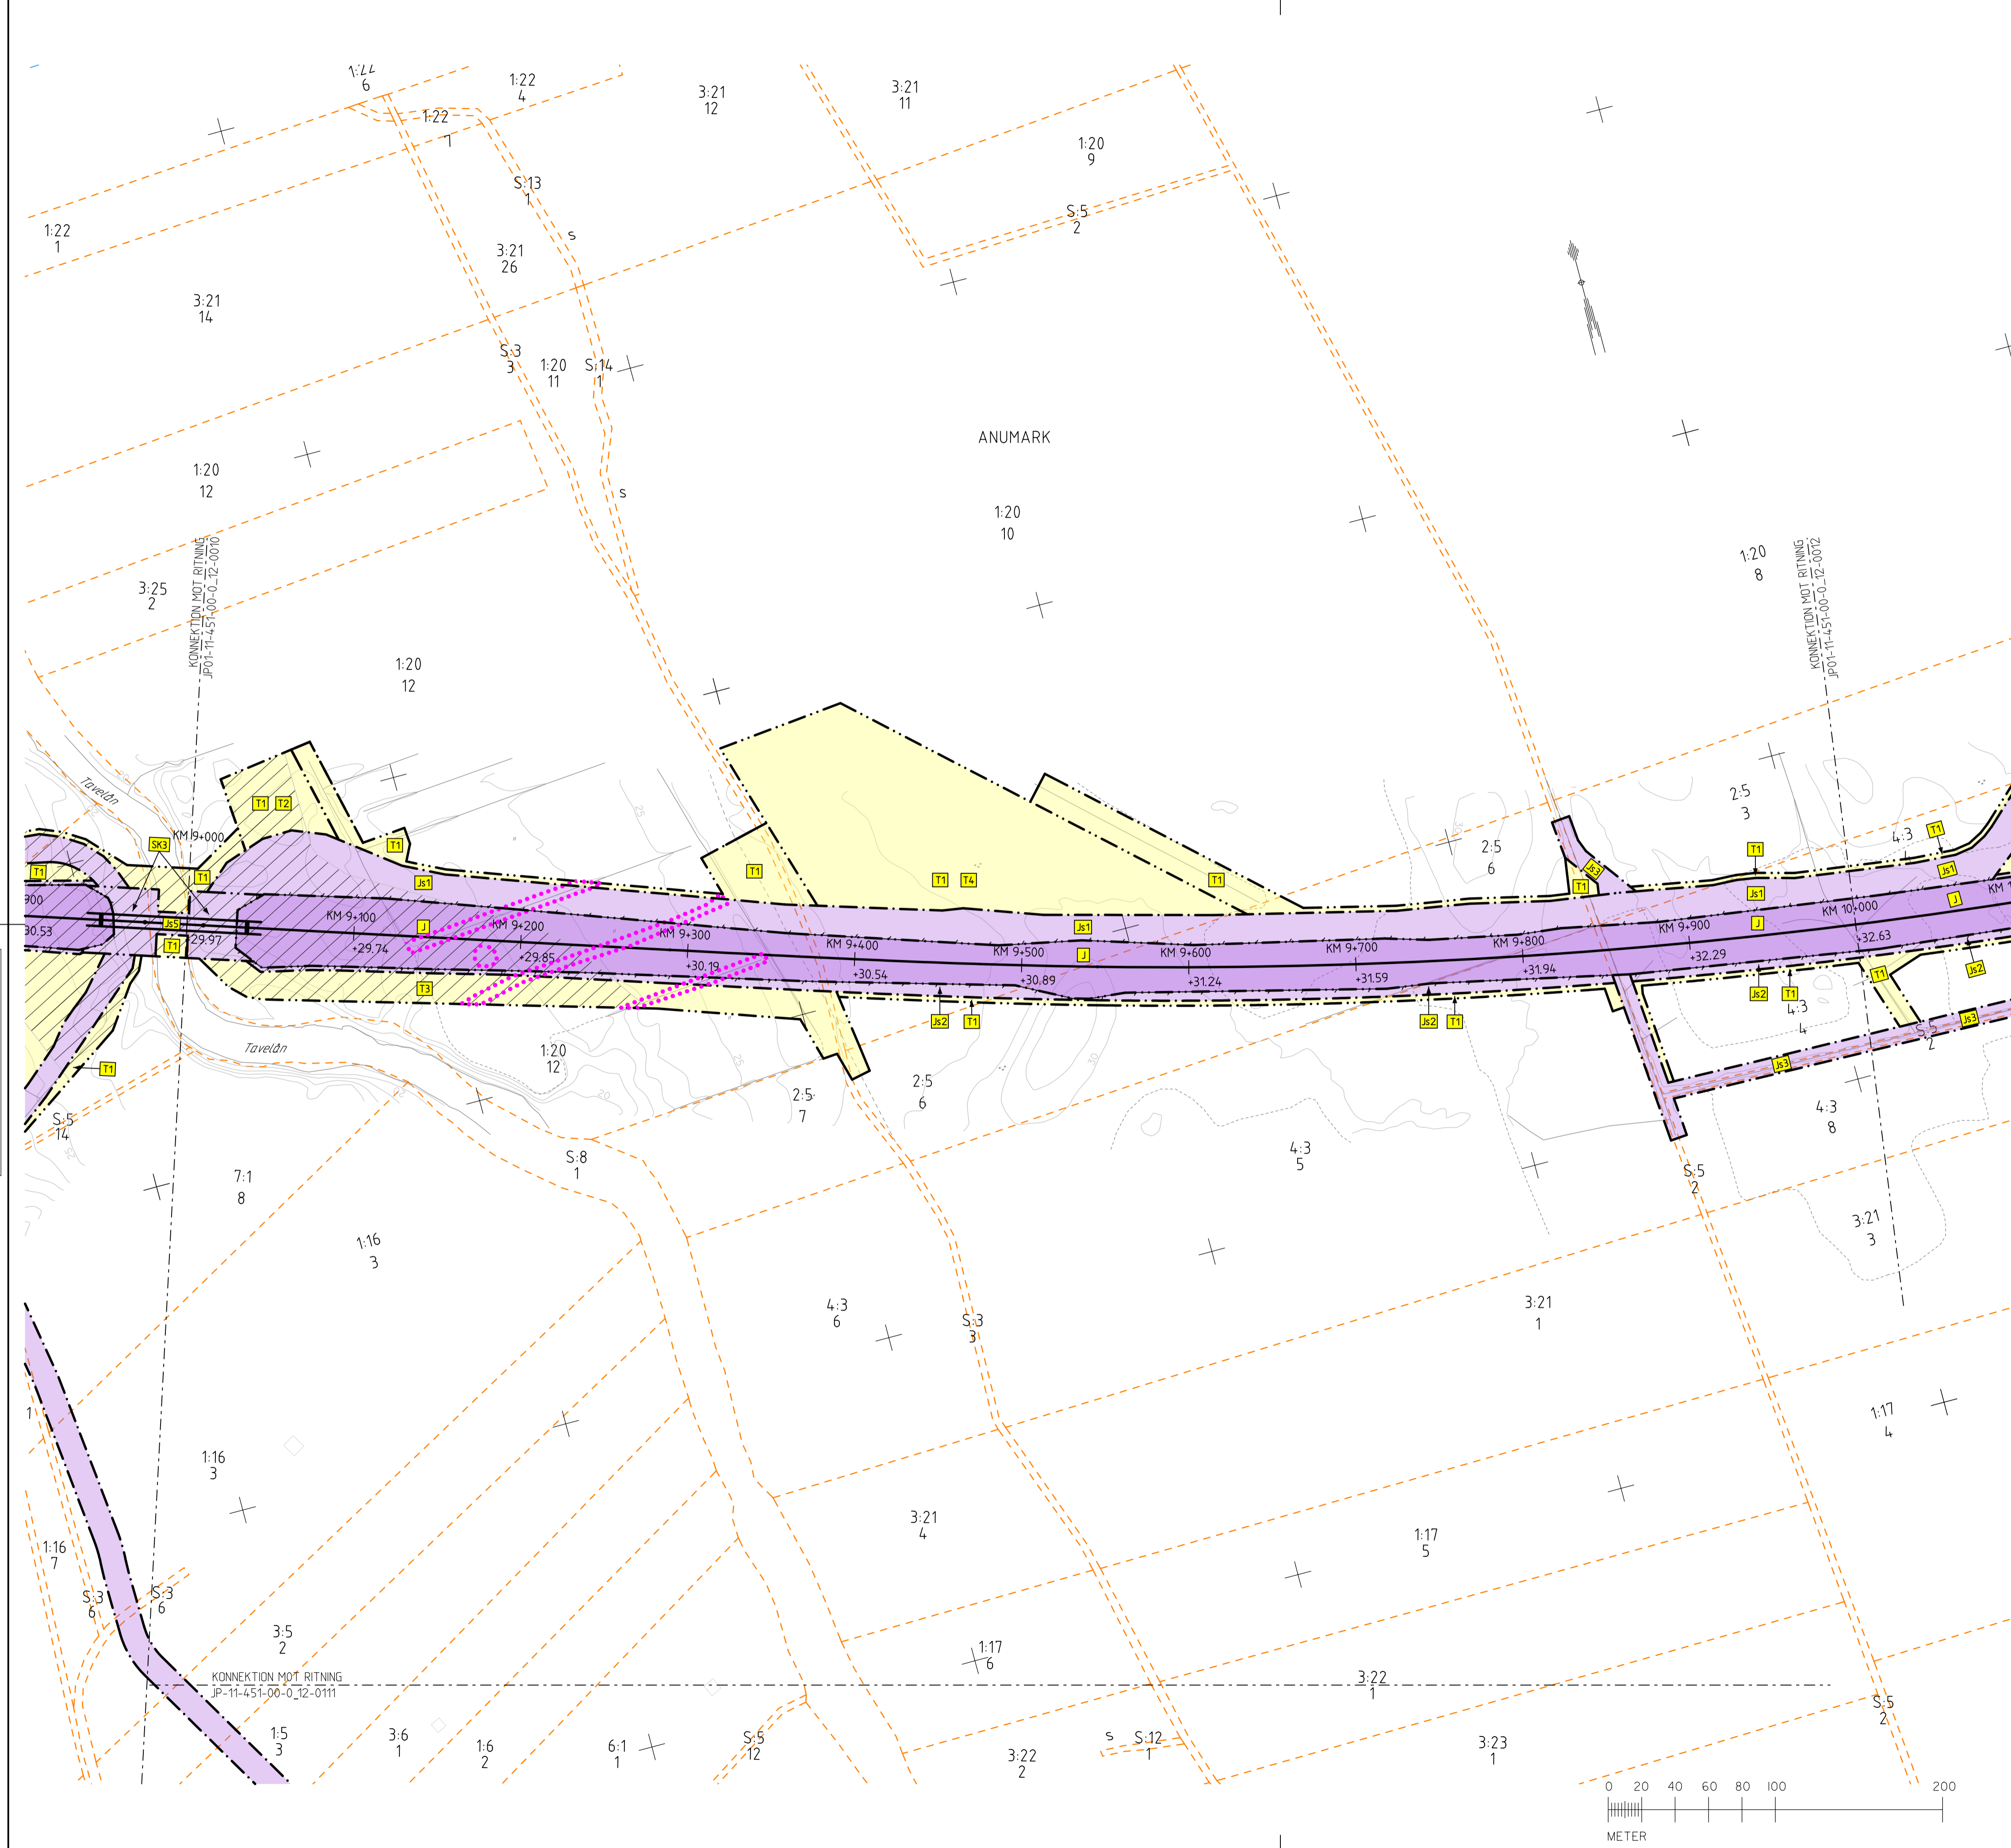 1:22
6
1:22
4
1:22
7
3:21
12
3:21
11
1:20
9
S:13
1
S:5
2
1:22
1
s
3:21
26
3:21
14
S:3
3
1:20
11
S:14
1
ANUMARK
1:20
12
s
1:20
10
KONNEKTION MOT RITNING
JP01-11-451-00-0_12-0010
KONNEKTION MOT RITNING
JP01-11-451-00-0_12-0012
1:20
8
3:25
2
1:20
12
Tavelån
T1
T2
2:5
3
SK3
KM 9+000
T1
T1
T1
Js1
T1
T1
T4
T1
2:5
6
Js3
T1
T1
Js1
4:3
T1
Js1
900
30.53
Js5
T1
29.97
KM 9+100
+29.74
J
KM 9+200
+29.85
KM 9+300
+30.19
KM 9+400
+30.54
KM 9+500
+30.89
Js1
J
KM 9+600
+31.24
KM 9+700
+31.59
KM 9+800
+31.94
KM 9+900
+32.29
J
KM 10+000
+32.63
J
KM 1
T3
Js2
T1
Js2
T1
Js2
T1
T1
Js2
25
25
30
20
25
4:3
4
Js3
S:5
2
Js3
Tavelån
T1
1:20
12
2:5
7
2:5
6
S:5
14
4:3
8
4:3
5
S:8
1
7:1
8
S:5
2
1:16
3
3:21
3
4:3
6
S:3
3
3:21
1
1
1:17
4
1:16
3
3:21
4
1:17
5
1:16
7
S:3
6
S:3
6
3:5
2
1:17
6
KONNEKTION MOT RITNING
JP-11-451-00-0_12-0111
3:22
1
S:5
2
1:5
3
3:6
1
1:6
2
6:1
1
S:5
12
3:22
2
s
S:12
1
3:23
1
0 20 40 60 80 100 200
METER